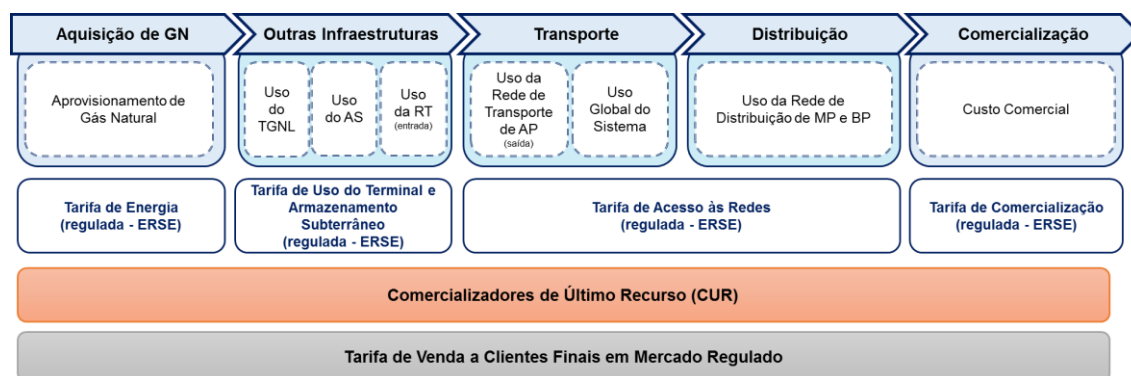 Aquisição de GN
Outras Infraestruturas
Transporte
Distribuição
Comercialização
Aprovisionamento de
Gás Natural
Uso
do
TGNL
Uso
do AS
Uso
da RT
(entrada)
Uso da
Rede de
Transporte
de AP
(saída)
Uso
Global do
Sistema
Uso da Rede de
Distribuição de MP e BP
Custo Comercial
Tarifa de Energia
(regulada - ERSE)
Tarifa de Uso do Terminal e
Armazenamento
Subterrâneo
(regulada - ERSE)
Tarifa de Acesso às Redes
(regulada - ERSE)
Tarifa de Comercialização
(regulada - ERSE)
Comercializadores de Último Recurso (CUR)
Tarifa de Venda a Clientes Finais em Mercado Regulado